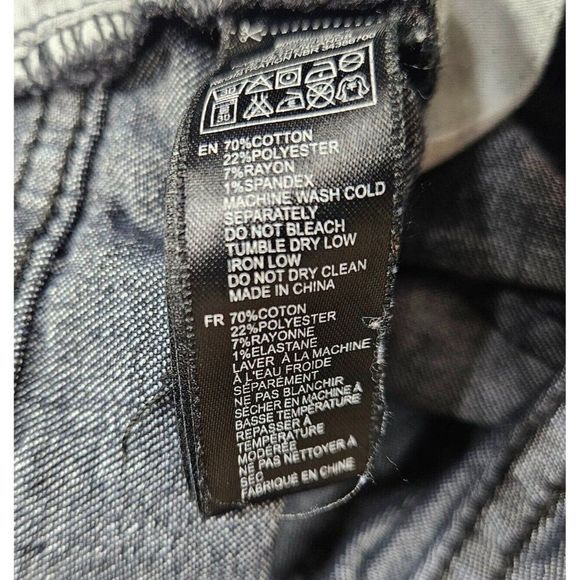 EN 70%COTTON
22%POLYESTER
7%RAYON
1%SPANDEX
MACHINE WASH COLD
SEPARATELY
DO NOT BLEACH
TUMBLE DRY LOW
IRON LOW
DO NOT DRY CLEAN
MADE IN CHINA
FR 70%COTON
22%POLYESTER
7%RAYONNE
1%ELASTANE
LAVER À LA MACHINE
À L'EAU FROIDE
SÉPARÉMENT
NE PAS BLANCHIR
SÉCHER EN MACHINE À
BASSE TEMPÉRATURE
REPASSER À
TEMPÉRATURE
MODÉRÉE
NE PAS NETTOYER À
SEC
FABRIQUÉ EN CHINE